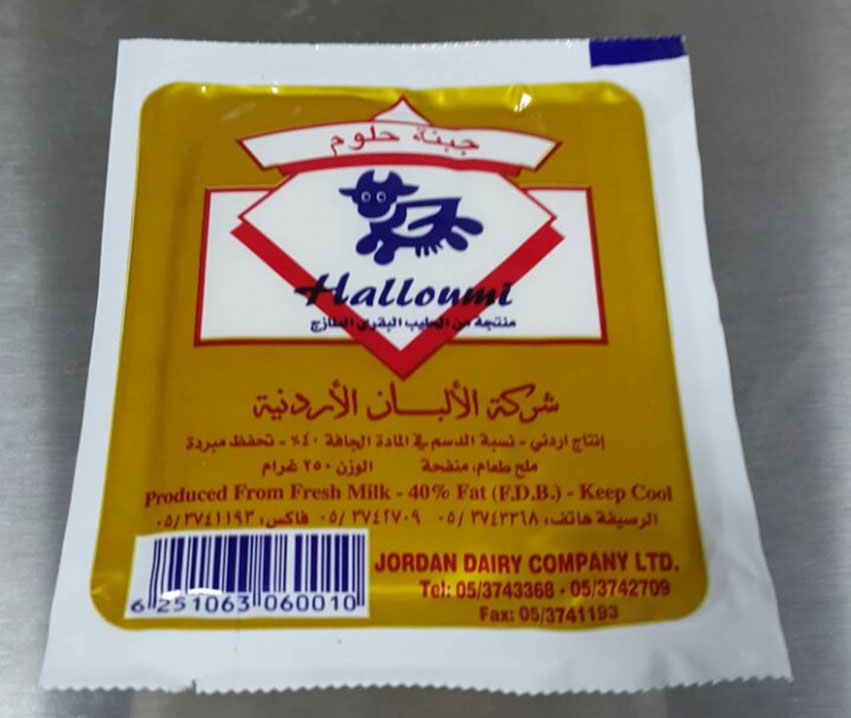 جبنة حلوم
Halloumi
منتجة من الحليب البقري الطازج
شركة الألبـــان الأردنية
إنتاج اردني - نسبة الدسم في المادة الجافة ٤٠٪ - تحفظ مبردة
ملح طعام، منفحة الوزن ٢٥٠ غرام
Produced From Fresh Milk - 40% Fat (F.D.B.) - Keep Cool
الرصيفة هاتف: ٠٥/ ٣٧٤٣٣٦٨ ٠٥/ ٣٧٤٢٧٠٩ فاكس: ٠٥/ ٣٧٤١١٩٣
JORDAN DAIRY COMPANY LTD.
Tel: 05/3743368 - 05/3742709
Fax: 05/3741193
6 251063 060010